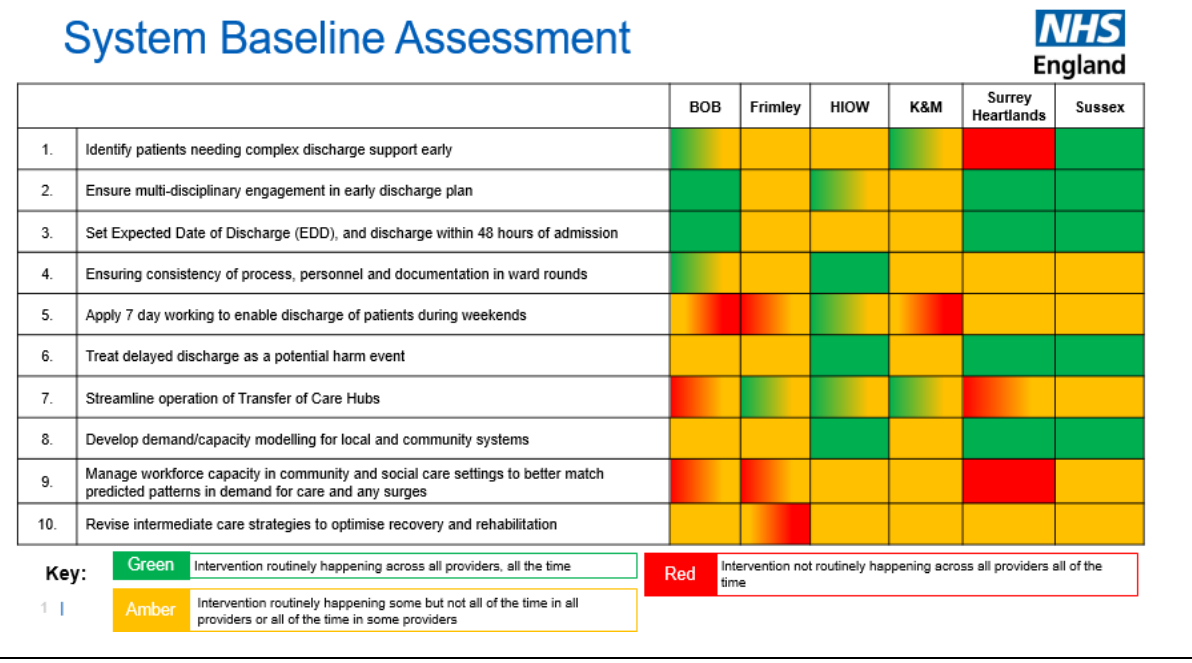 System Baseline Assessment
NHS
England
BOB Frimley HIOW K&M Surrey Heartlands Sussex
1. Identify patients needing complex discharge support early
2. Ensure multi-disciplinary engagement in early discharge plan
3. Set Expected Date of Discharge (EDD), and discharge within 48 hours of admission
4. Ensuring consistency of process, personnel and documentation in ward rounds
5. Apply 7 day working to enable discharge of patients during weekends
6. Treat delayed discharge as a potential harm event
7. Streamline operation of Transfer of Care Hubs
8. Develop demand/capacity modelling for local and community systems
9. Manage workforce capacity in community and social care settings to better match
predicted patterns in demand for care and any surges
10. Revise intermediate care strategies to optimise recovery and rehabilitation
Key:
Green Intervention routinely happening across all providers, all the time
Red Intervention not routinely happening across all providers all of the
time
Amber Intervention routinely happening some but not all of the time in all
providers or all of the time in some providers
1 |